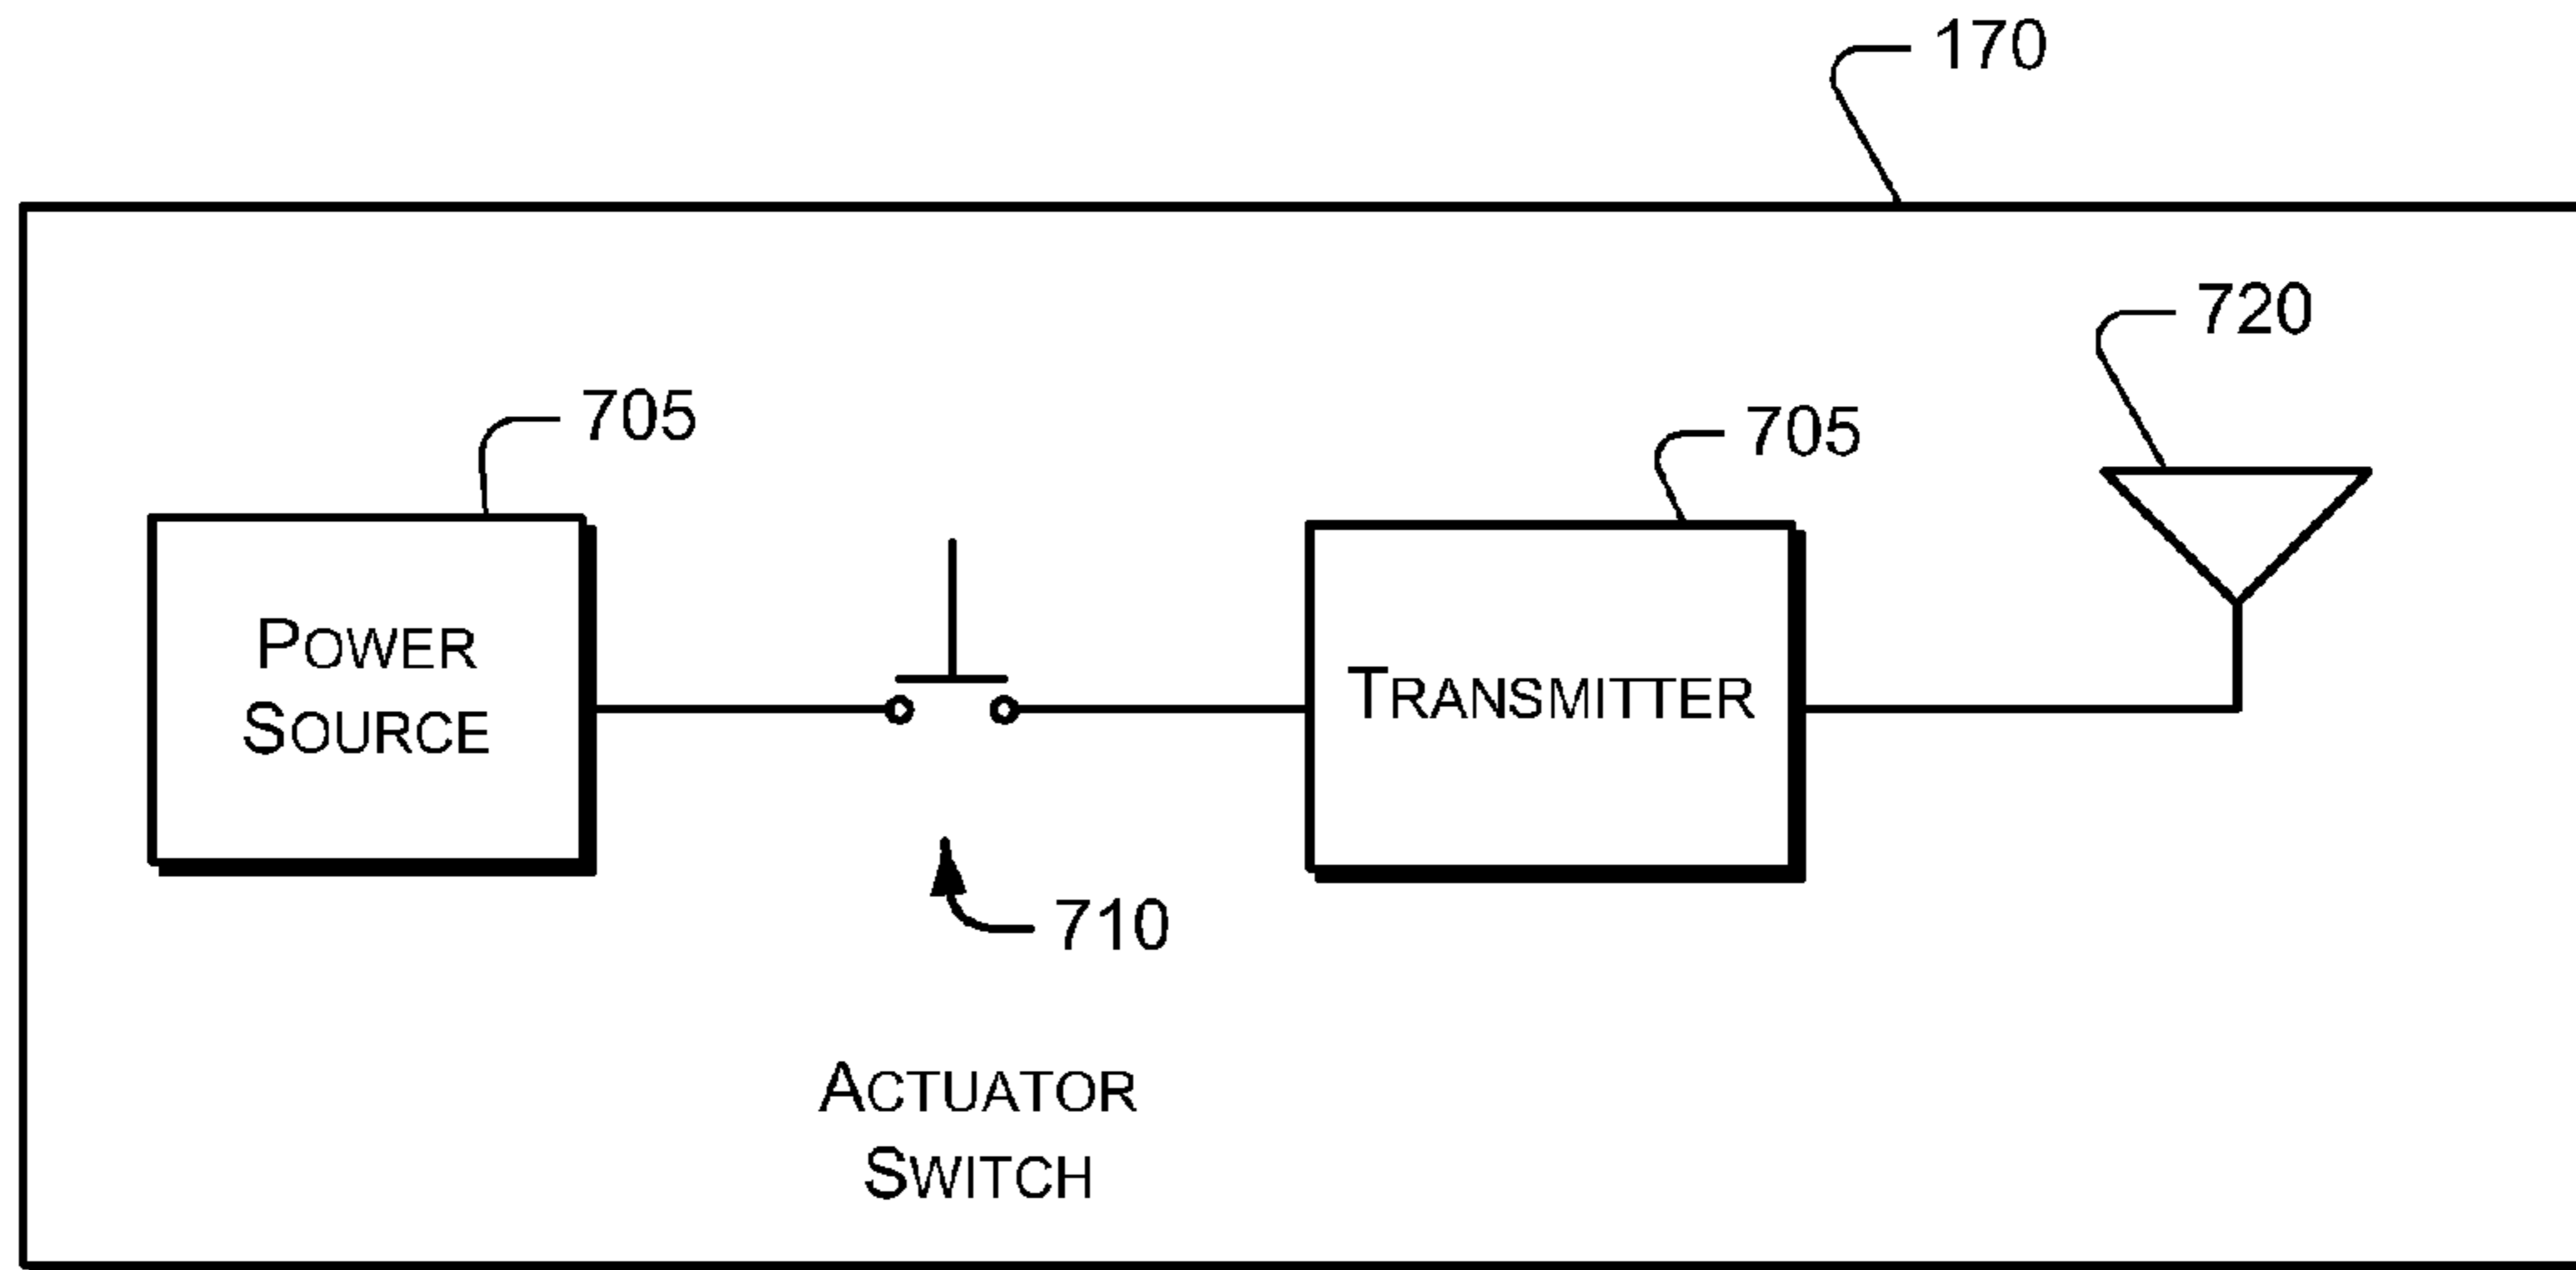 170
720
705
705
POWER
SOURCE
TRANSMITTER
710
ACTUATOR
SWITCH